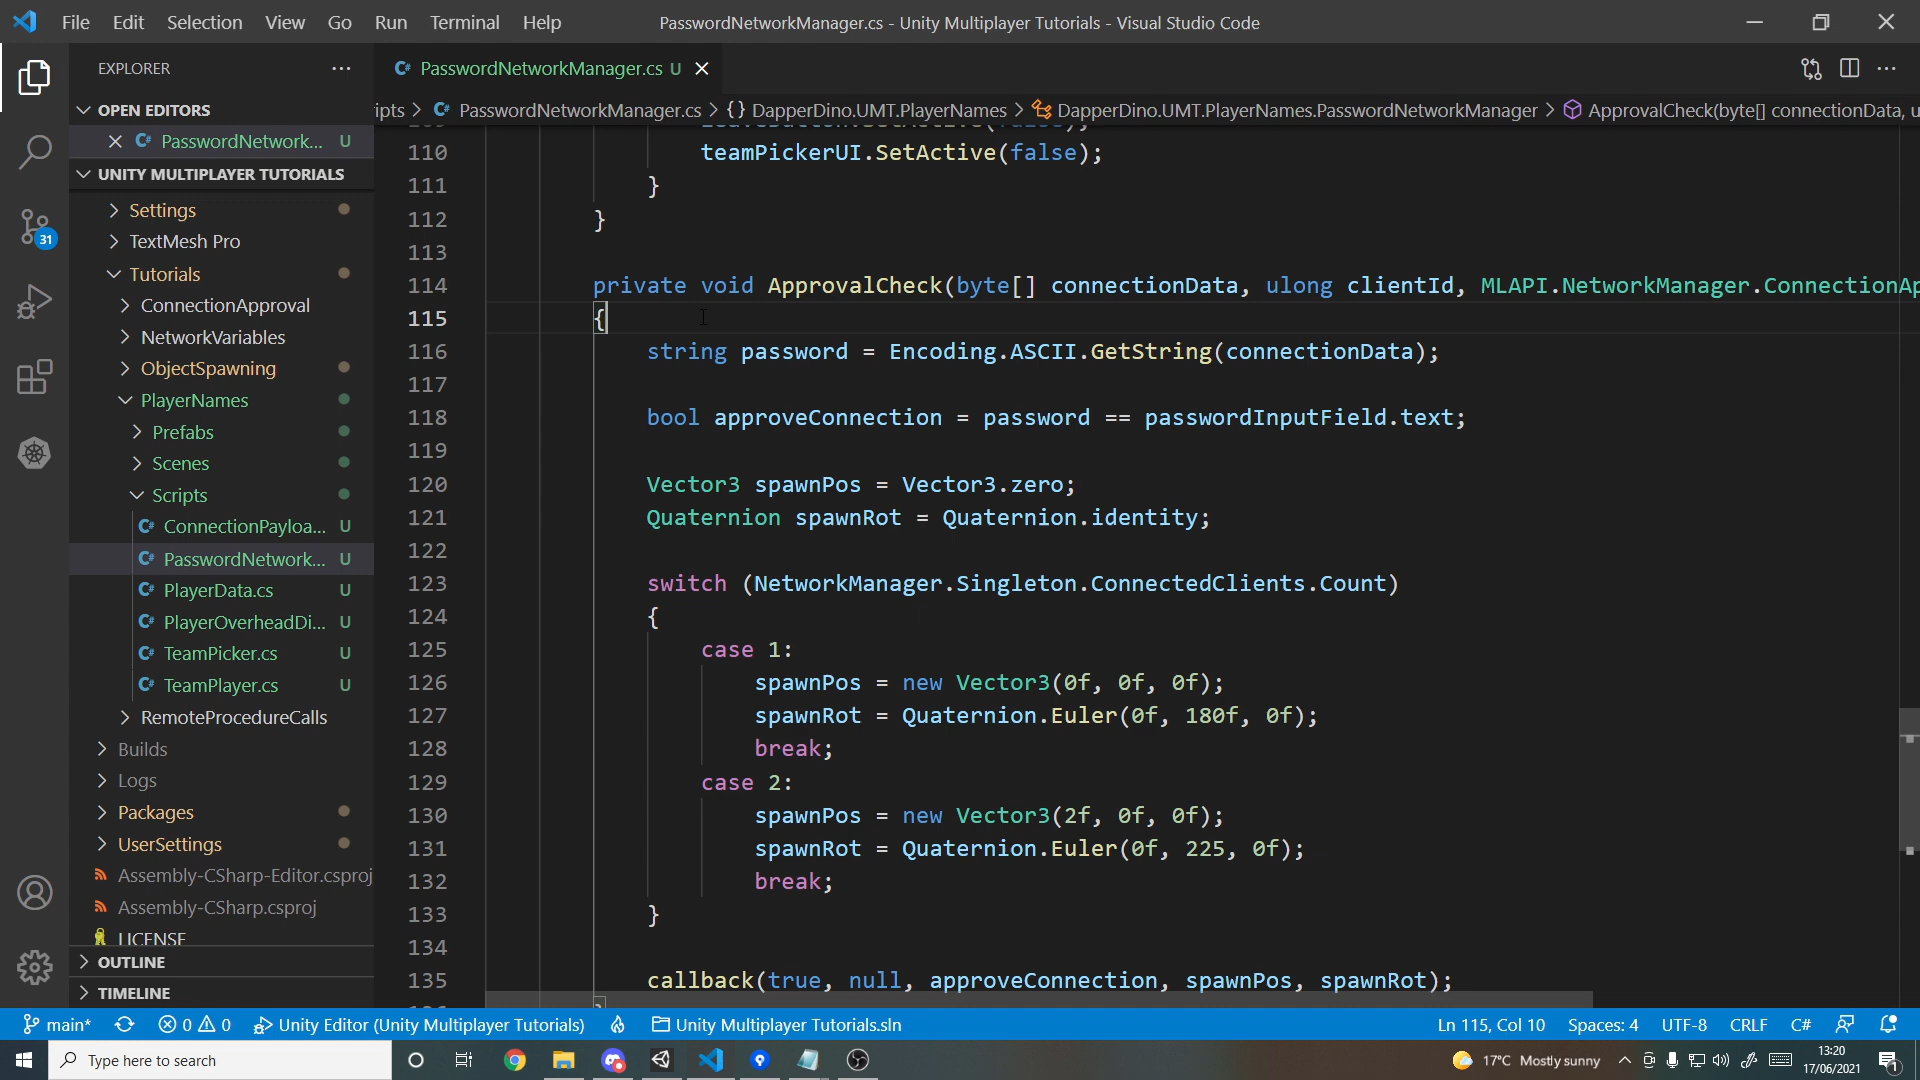 File Edit Selection View Go Run Terminal Help
PasswordNetworkManager.cs - Unity Multiplayer Tutorials - Visual Studio Code
EXPLORER
PasswordNetworkManager.cs U
OPEN EDITORS
ipts > PasswordNetworkManager.cs > {} DapperDino.UMT.PlayerNames > DapperDino.UMT.PlayerNames.PasswordNetworkManager > ApprovalCheck(byte[] connectionData, u
PasswordNetwork... U
UNITY MULTIPLAYER TUTORIALS
Settings
TextMesh Pro
Tutorials
ConnectionApproval
NetworkVariables
ObjectSpawning
PlayerNames
Prefabs
Scenes
Scripts
ConnectionPayloa... U
PasswordNetwork... U
PlayerData.cs U
PlayerOverheadDi... U
TeamPicker.cs U
TeamPlayer.cs U
RemoteProcedureCalls
Builds
Logs
Packages
UserSettings
Assembly-CSharp-Editor.csproj
Assembly-CSharp.csproj
LICENSE
OUTLINE
TIMELINE
31
110 teamPickerUI.SetActive(false);
111 }
112 }
113
114 private void ApprovalCheck(byte[] connectionData, ulong clientId, MLAPI.NetworkManager.ConnectionAp
115 {
116 string password = Encoding.ASCII.GetString(connectionData);
117
118 bool approveConnection = password == passwordInputField.text;
119
120 Vector3 spawnPos = Vector3.zero;
121 Quaternion spawnRot = Quaternion.identity;
122
123 switch (NetworkManager.Singleton.ConnectedClients.Count)
124 {
125 case 1:
126 spawnPos = new Vector3(0f, 0f, 0f);
127 spawnRot = Quaternion.Euler(0f, 180f, 0f);
128 break;
129 case 2:
130 spawnPos = new Vector3(2f, 0f, 0f);
131 spawnRot = Quaternion.Euler(0f, 225, 0f);
132 break;
133 }
134
135 callback(true, null, approveConnection, spawnPos, spawnRot);
main* 0 0 Unity Editor (Unity Multiplayer Tutorials) Unity Multiplayer Tutorials.sln Ln 115, Col 10 Spaces: 4 UTF-8 CRLF C#
Type here to search
17°C Mostly sunny
13:20
17/06/2021
1